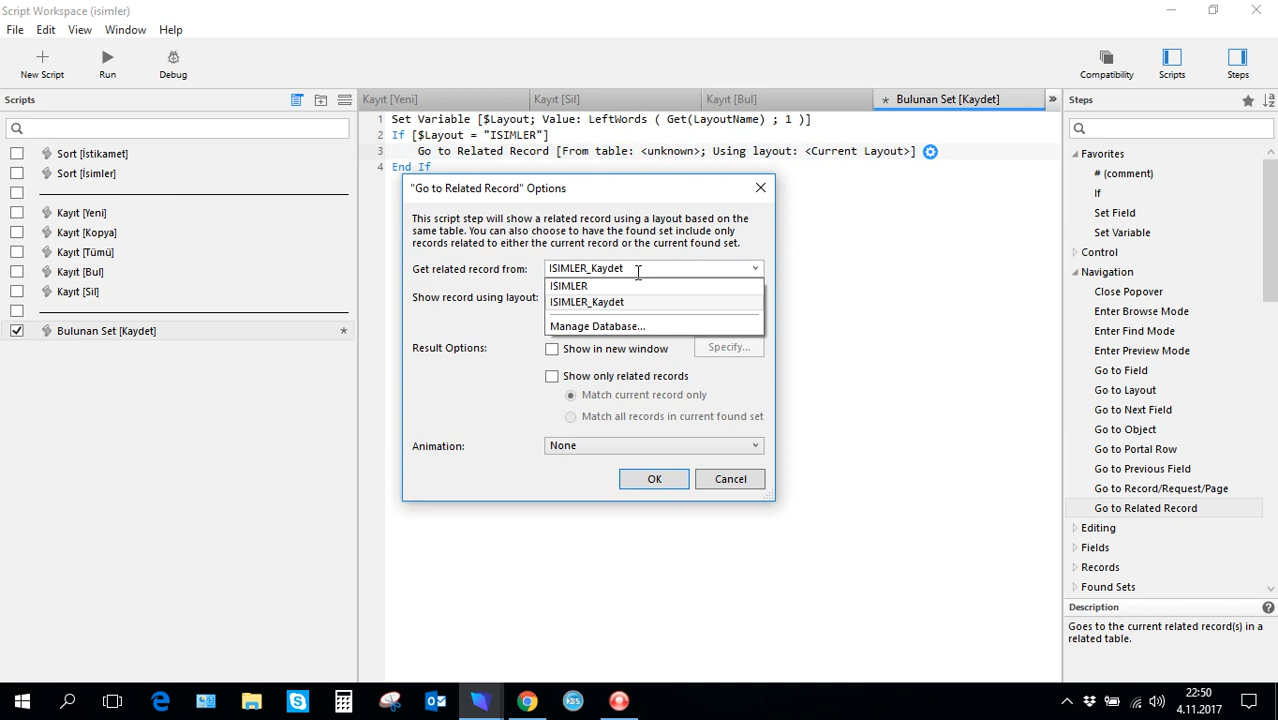 Script Workspace (isimler)
File Edit View Window Help
New Script Run Debug Compatibility Scripts Steps
Scripts
Kayıt [Yeni] Kayıt [Sil] Kayıt [Bul] * Bulunan Set [Kaydet] »
Steps
Sort [İstikamet]
Sort [İsimler]
Kayıt [Yeni]
Kayıt [Kopya]
Kayıt [Tümü]
Kayıt [Bul]
Kayıt [Sil]
Bulunan Set [Kaydet] *
1 Set Variable [$Layout; Value: LeftWords ( Get(LayoutName) ; 1 )]
2 If [$Layout = "ISIMLER"]
3 Go to Related Record [From table: <unknown>; Using layout: <Current Layout>]
4 End If
"Go to Related Record" Options
This script step will show a related record using a layout based on the
same table. You can also choose to have the found set include only
records related to either the current record or the current found set.
Get related record from: ISIMLER_Kaydet
ISIMLER
Show record using layout: ISIMLER_Kaydet
Manage Database...
Result Options: Show in new window Specify...
Show only related records
Match current record only
Match all records in current found set
Animation: None
OK Cancel
Favorites
# (comment)
If
Set Field
Set Variable
Control
Navigation
Close Popover
Enter Browse Mode
Enter Find Mode
Enter Preview Mode
Go to Field
Go to Layout
Go to Next Field
Go to Object
Go to Portal Row
Go to Previous Field
Go to Record/Request/Page
Go to Related Record
Editing
Fields
Records
Found Sets
Description
Goes to the current related record(s) in a
related table.
22:50
4.11.2017